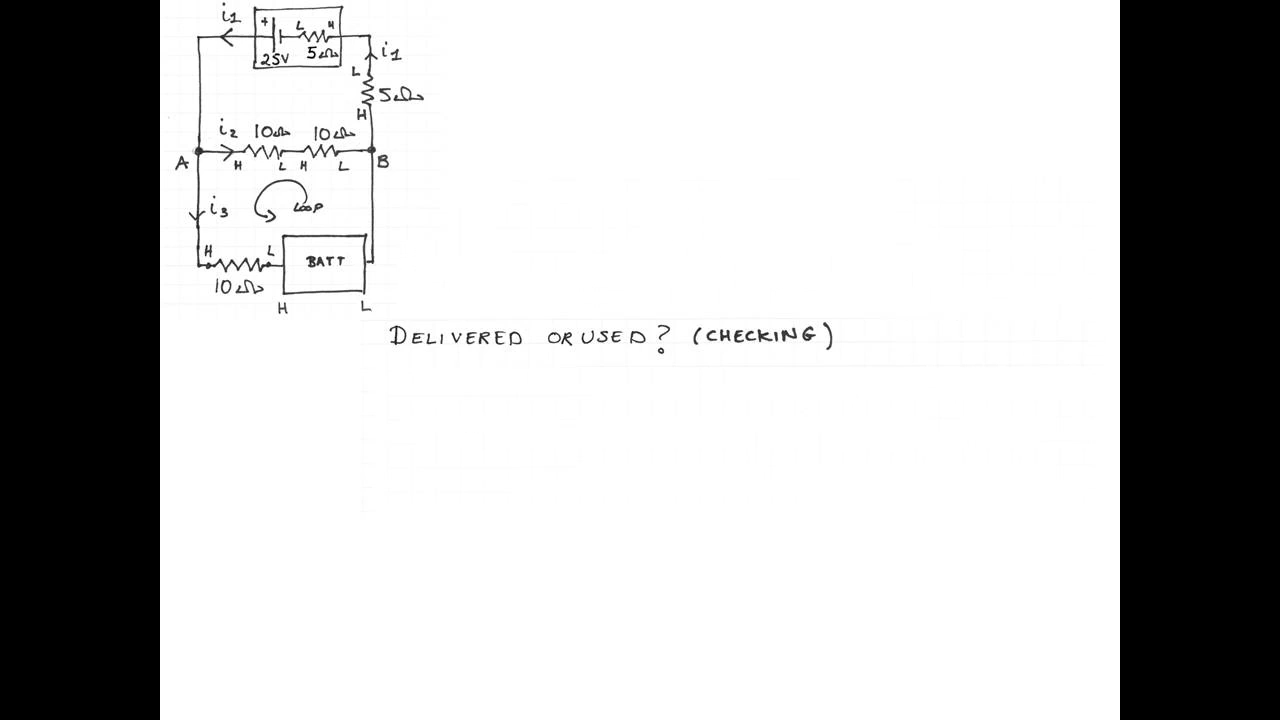 i1
+ L H
25V 5Ω
i1
L
5Ω
H
i2 10Ω 10Ω
A H L H L B
i3 LOOP
H L BATT
10Ω
H L
DELIVERED OR USED? (CHECKING)